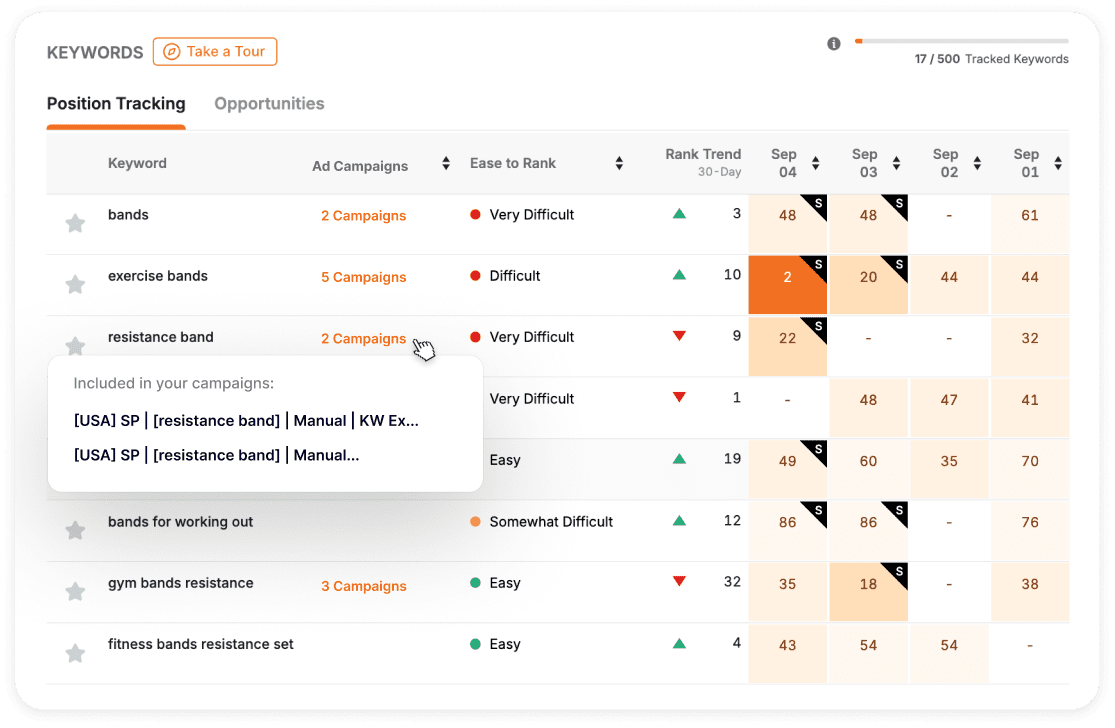 KEYWORDS Take a Tour
17 / 500 Tracked Keywords
Position Tracking Opportunities
Keyword Ad Campaigns Ease to Rank Rank Trend 30-Day Sep 04 Sep 03 Sep 02 Sep 01
bands 2 Campaigns Very Difficult 3 48 S 48 S - 61
exercise bands 5 Campaigns Difficult 10 2 S 20 S 44 44
resistance band 2 Campaigns Very Difficult 9 22 S - - 32
Included in your campaigns:
[USA] SP | [resistance band] | Manual | KW Ex...
[USA] SP | [resistance band] | Manual...
Very Difficult 1 - 48 47 41
Easy 19 49 S 60 35 70
bands for working out Somewhat Difficult 12 86 S 86 S - 76
gym bands resistance 3 Campaigns Easy 32 35 18 S - 38
fitness bands resistance set Easy 4 43 54 54 -